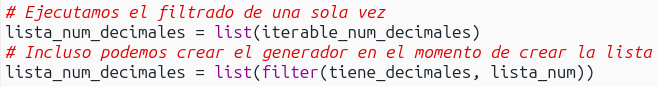 # Ejecutamos el filtrado de una sola vez
lista_num_decimales = list(iterable_num_decimales)
# Incluso podemos crear el generador en el momento de crear la lista
lista_num_decimales = list(filter(tiene_decimales, lista_num))